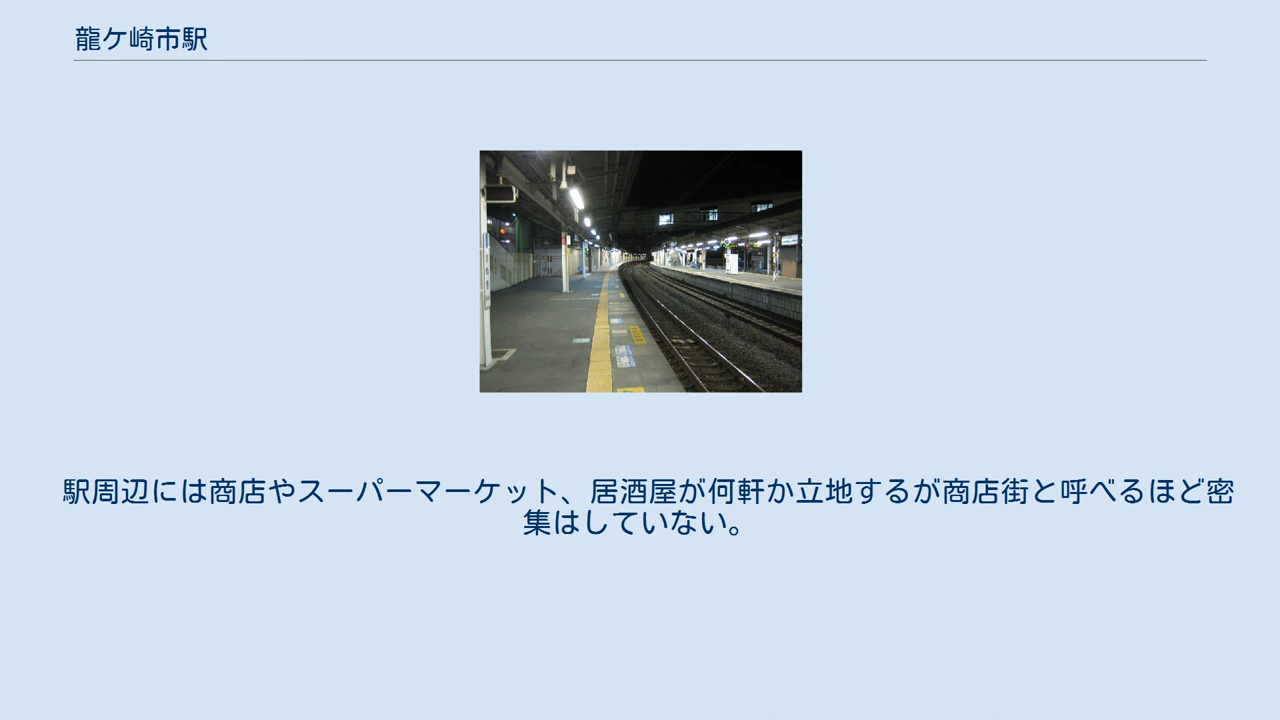 龍ケ崎市駅
駅周辺には商店やスーパーマーケット、居酒屋が何軒か立地するが商店街と呼べるほど密
集はしていない。